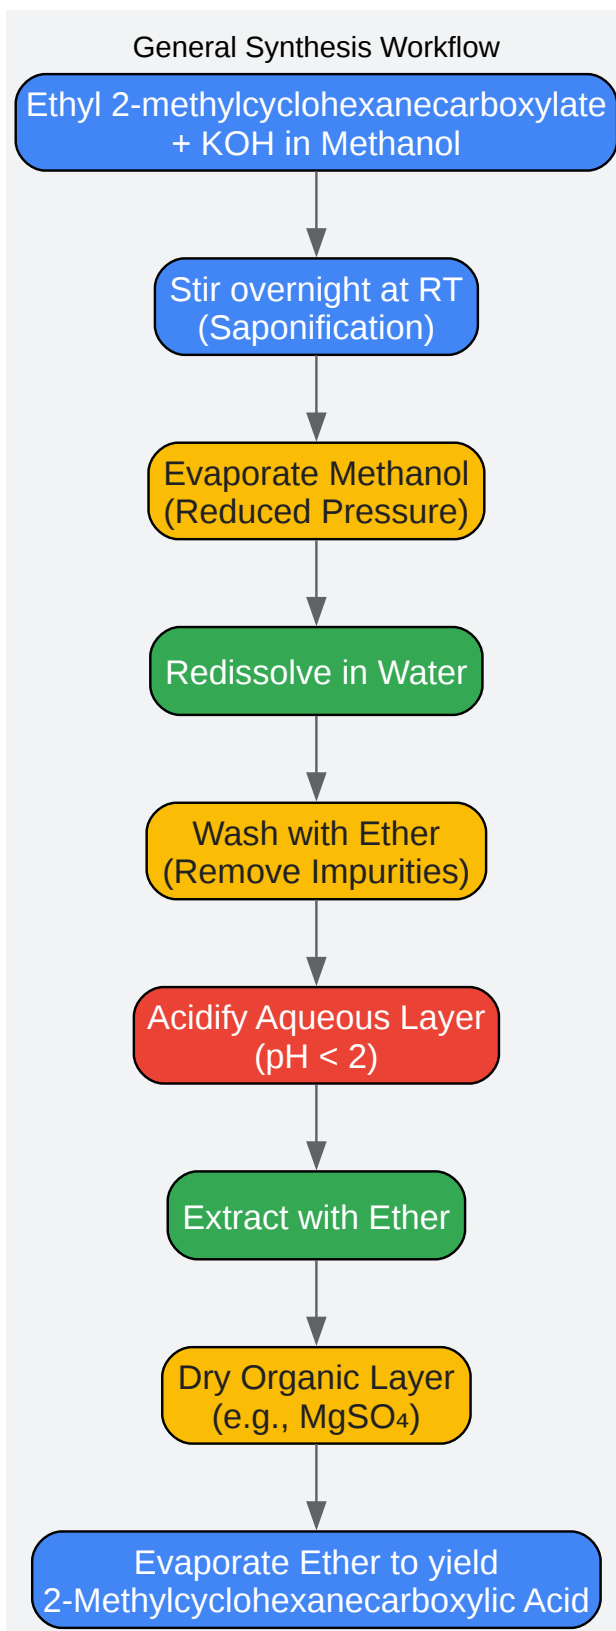 General Synthesis Workflow
Ethyl 2-methylcyclohexanecarboxylate
+ KOH in Methanol
Stir overnight at RT
(Saponification)
Evaporate Methanol
(Reduced Pressure)
Redissolve in Water
Wash with Ether
(Remove Impurities)
Acidify Aqueous Layer
(pH < 2)
Extract with Ether
Dry Organic Layer
(e.g., MgSO₄)
Evaporate Ether to yield
2-Methylcyclohexanecarboxylic Acid